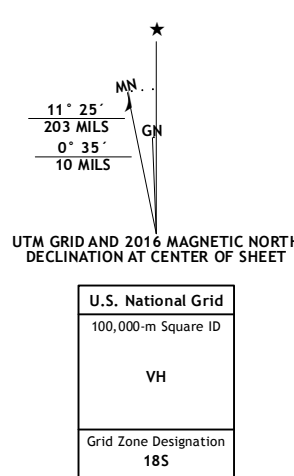 ★
MN
11° 25´
203 MILS
GN
0° 35´
10 MILS
UTM GRID AND 2016 MAGNETIC NORTH
DECLINATION AT CENTER OF SHEET
U.S. National Grid
100,000-m Square ID
VH
Grid Zone Designation
18S